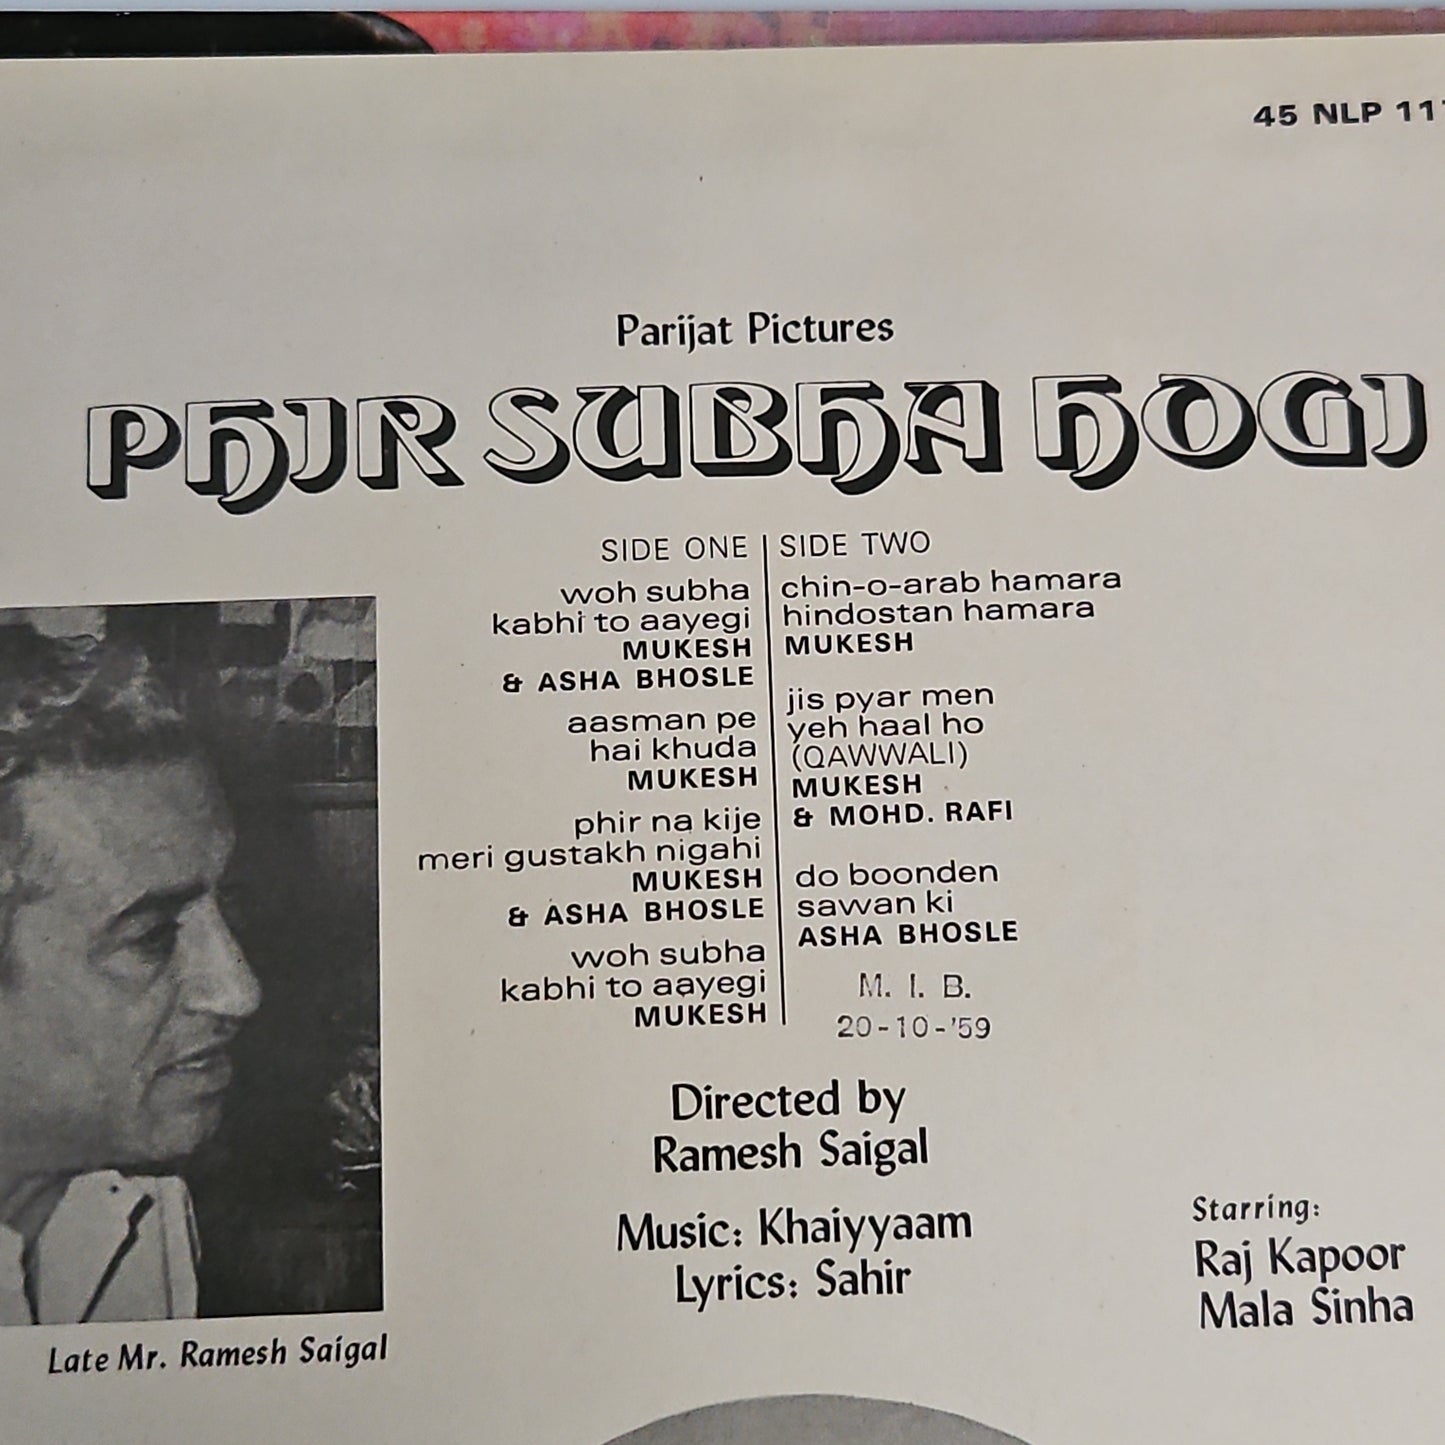 45 NLP 11
Parijat Pictures
PHIR SUBHA HOGI
SIDE ONE
woh subha
kabhi to aayegi
MUKESH
& ASHA BHOSLE
aasman pe
hai khuda
MUKESH
phir na kije
meri gustakh nigahi
MUKESH
& ASHA BHOSLE
woh subha
kabhi to aayegi
MUKESH
SIDE TWO
chin-o-arab hamara
hindostan hamara
MUKESH
jis pyar men
yeh haal ho
(QAWWALI)
MUKESH
& MOHD. RAFI
do boonden
sawan ki
ASHA BHOSLE
M. I. B.
20-10-'59
Directed by
Ramesh Saigal
Music: Khaiyyaam
Lyrics: Sahir
Starring:
Raj Kapoor
Mala Sinha
Late Mr. Ramesh Saigal